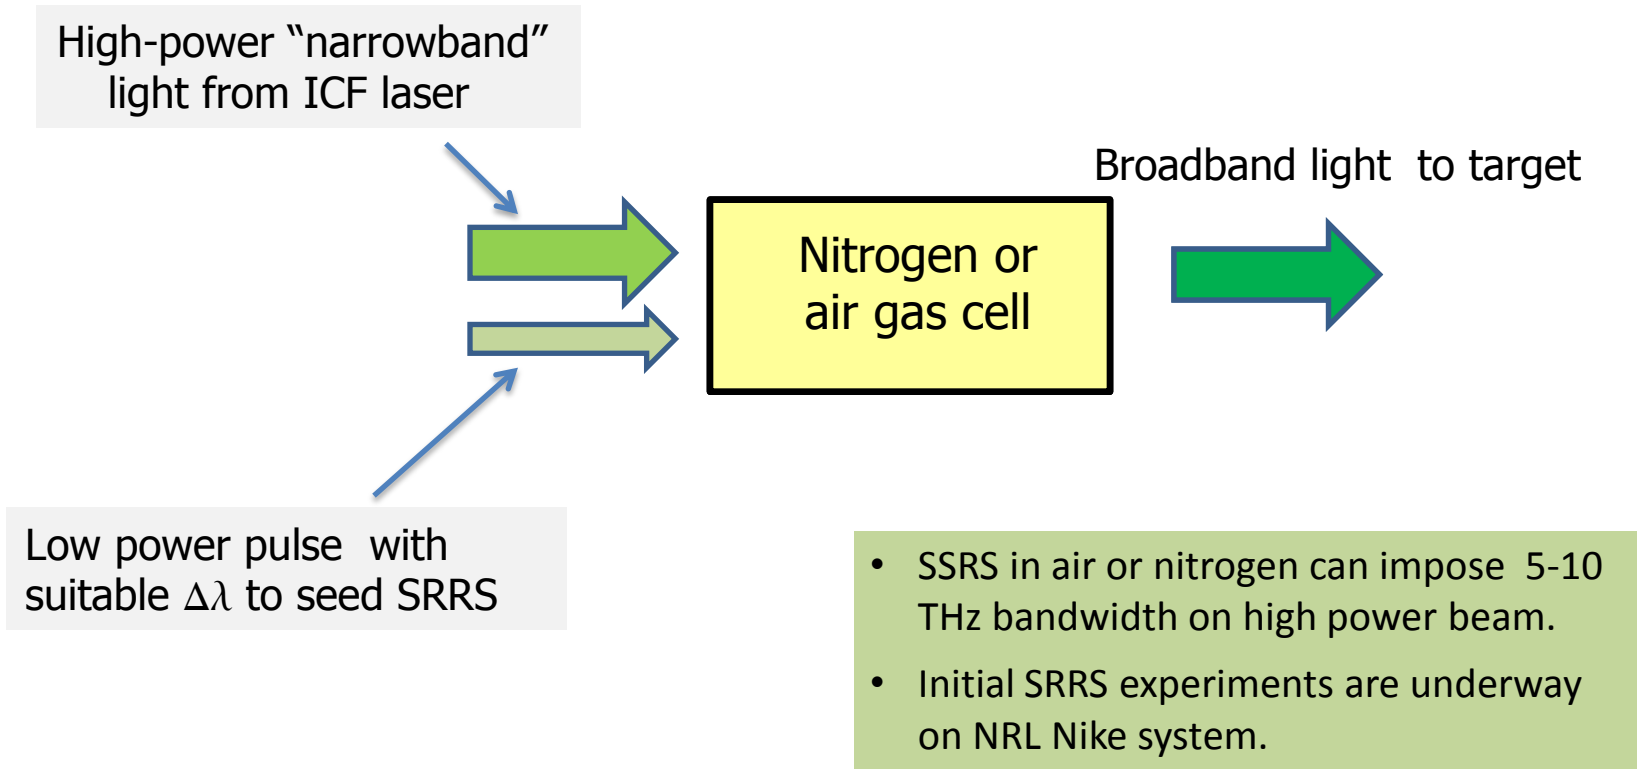 High-power “narrowband”
light from ICF laser
Broadband light to target
Nitrogen or
air gas cell
Low power pulse with
suitable Δλ to seed SRRS
• SSRS in air or nitrogen can impose 5-10
THz bandwidth on high power beam.
• Initial SRRS experiments are underway
on NRL Nike system.